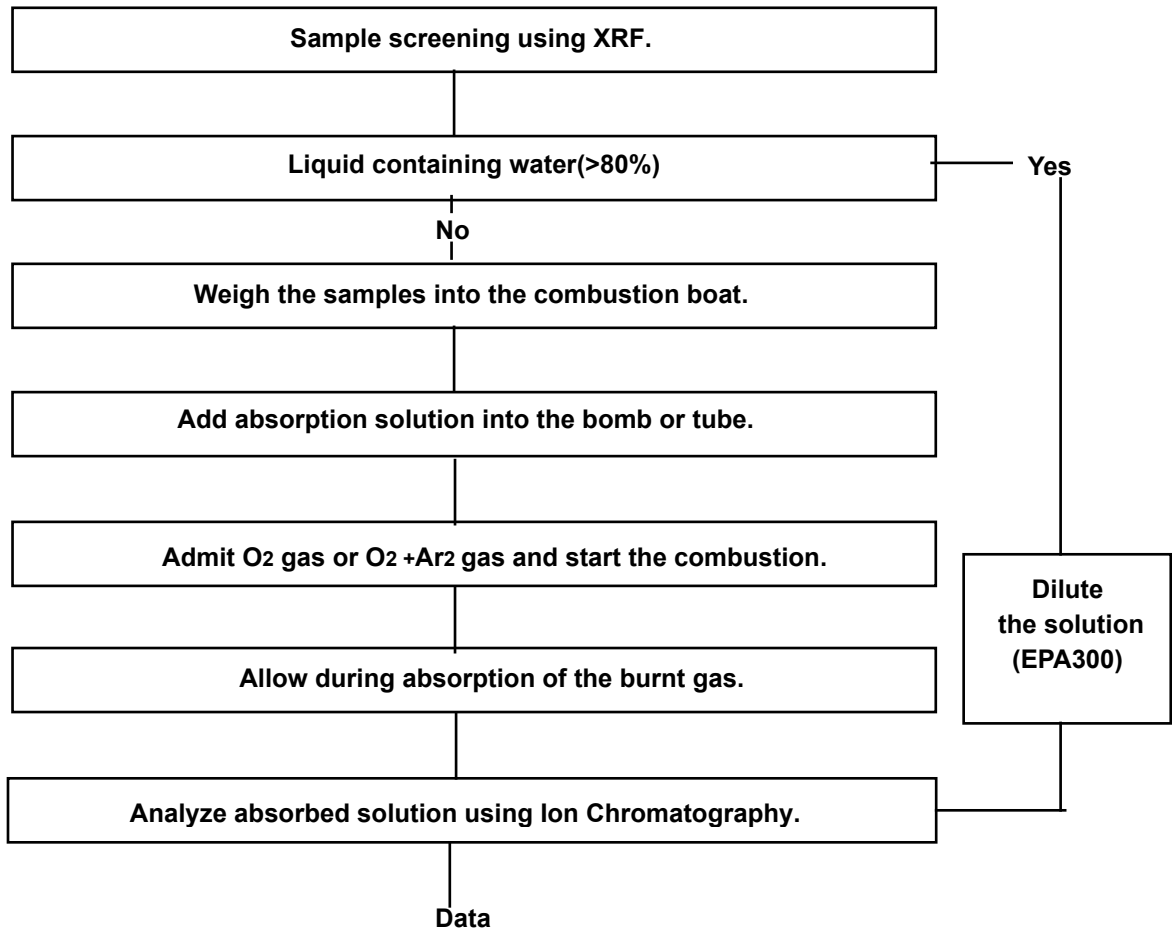 Sample screening using XRF.
Liquid containing water(>80%)
Yes
No
Weigh the samples into the combustion boat.
Add absorption solution into the bomb or tube.
Admit O2 gas or O2 +Ar2 gas and start the combustion.
Dilute
the solution
(EPA300)
Allow during absorption of the burnt gas.
Analyze absorbed solution using Ion Chromatography.
Data